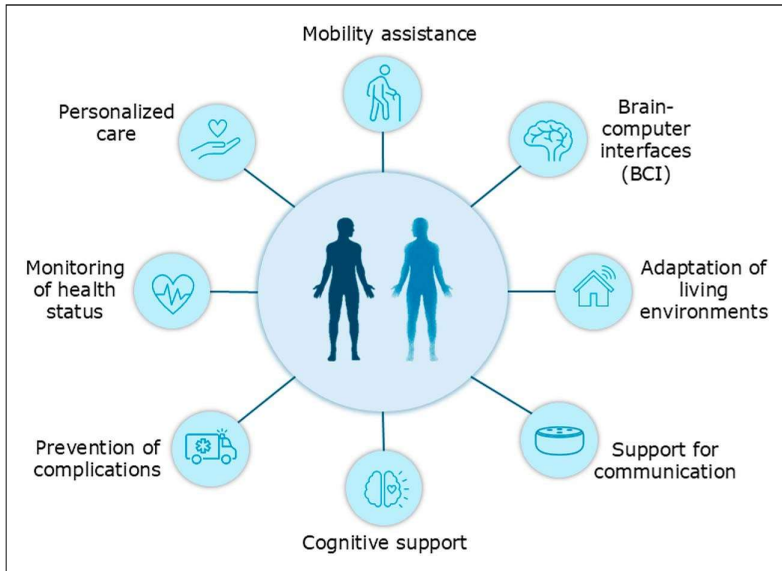 Mobility assistance
Personalized
care
Brain-
computer
interfaces
(BCI)
Monitoring
of health
status
Adaptation of
living
environments
Prevention of
complications
Support for
communication
Cognitive support